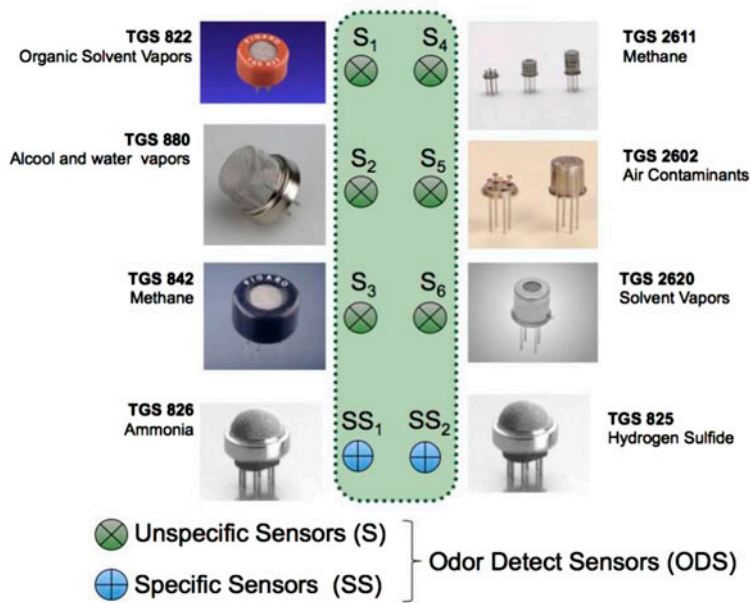 TGS 822
Organic Solvent Vapors
S1
S4
TGS 2611
Methane
TGS 880
Alcool and water vapors
S2
S5
TGS 2602
Air Contaminants
TGS 842
Methane
FIGARO
S3
S6
TGS 2620
Solvent Vapors
TGS 826
Ammonia
SS1
SS2
TGS 825
Hydrogen Sulfide
Unspecific Sensors (S)
Specific Sensors (SS)
Odor Detect Sensors (ODS)